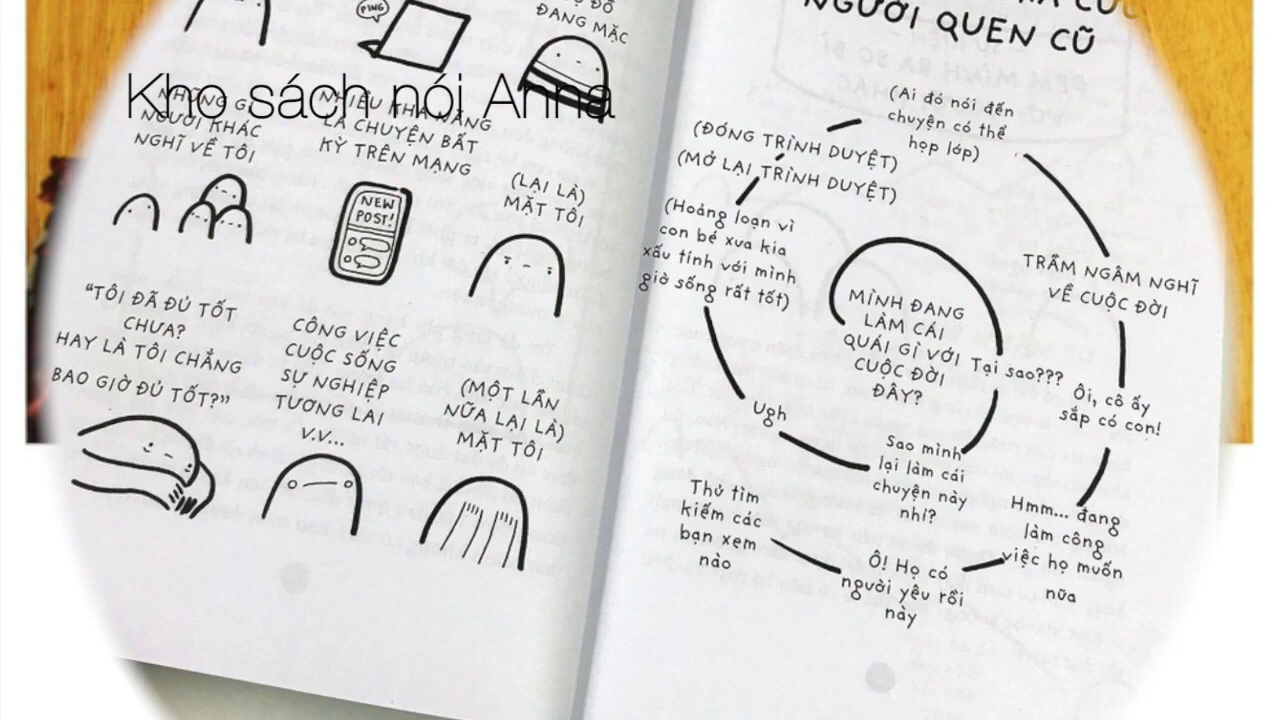 Kho sách nói Anna
PING
ĐỒ
ĐANG MẶC
NHỮNG GÌ
NGƯỜI KHÁC
NGHĨ VỀ TÔI
NHIỀU KHẢ NĂNG
LÀ CHUYỆN BẤT
KỲ TRÊN MẠNG
NEW
POST!
(LẠI LÀ)
MẶT TÔI
“TÔI ĐÃ ĐỦ TỐT
CHƯA?
HAY LÀ TÔI CHẲNG
BAO GIỜ ĐỦ TỐT?”
CÔNG VIỆC
CUỘC SỐNG
SỰ NGHIỆP
TƯƠNG LAI
V.V...
(MỘT LẦN
NỮA LẠI LÀ)
MẶT TÔI
NGƯỜI QUEN CŨ
(Ai đó nói đến
chuyện có thể
họp lớp)
TRẦM NGÂM NGHĨ
VỀ CUỘC ĐỜI
Ôi, cô ấy
sắp có con!
Hmm... đang
làm công
việc họ muốn
nữa
Ô! Họ có
người yêu rồi
này
Thử tìm
kiếm các
bạn xem
nào
(ĐÓNG TRÌNH DUYỆT)
(MỞ LẠI TRÌNH DUYỆT)
(Hoảng loạn vì
con bé xưa kia
xấu tính với mình
giờ sống rất tốt)
Ugh
Sao mình
lại làm cái
chuyện này
nhỉ?
Tại sao???
MÌNH ĐANG
LÀM CÁI
QUÁI GÌ VỚI
CUỘC ĐỜI
ĐÂY?